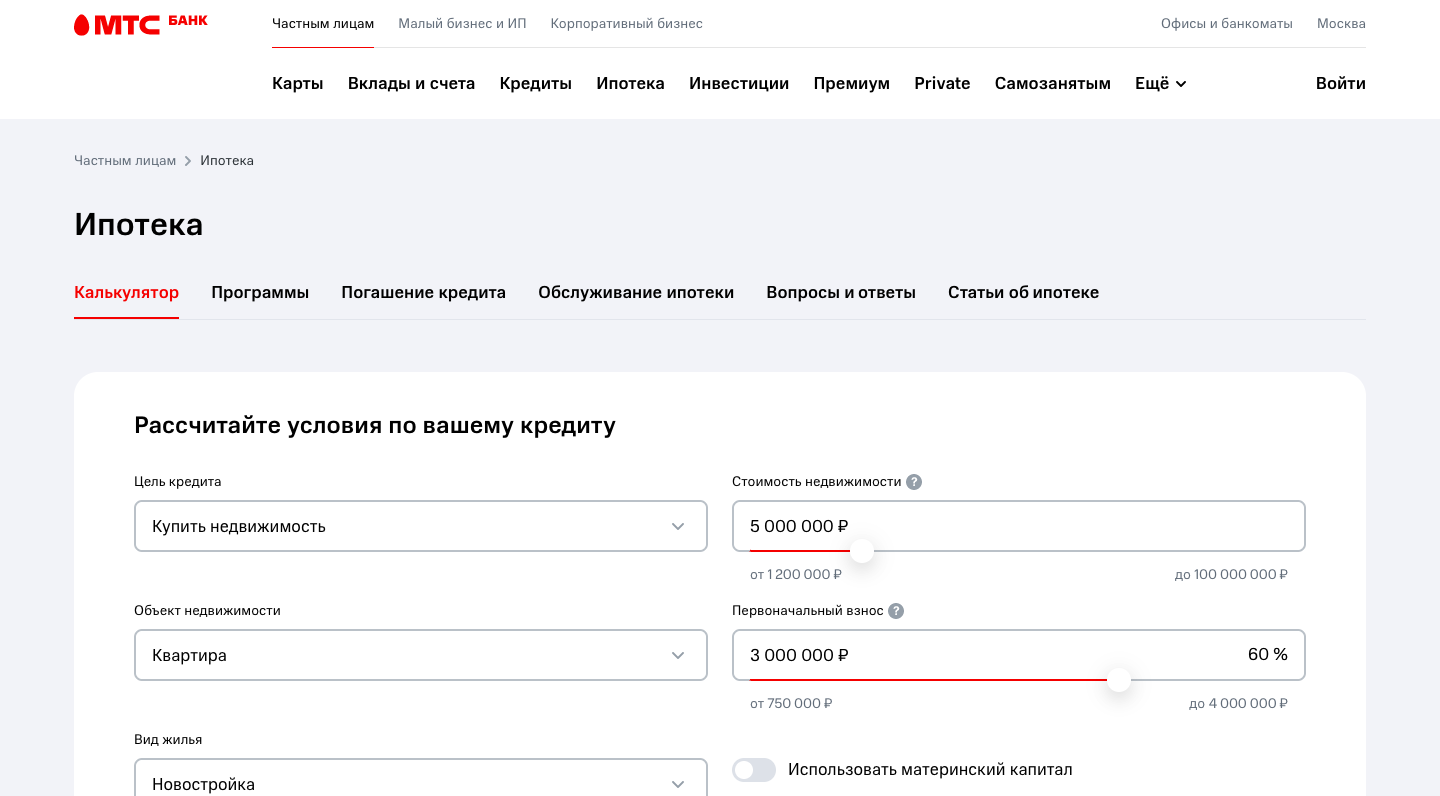 МТС БАНК
Частным лицам Малый бизнес и ИП Корпоративный бизнес Офисы и банкоматы Москва
Карты Вклады и счета Кредиты Ипотека Инвестиции Премиум Private Самозанятым Ещё Войти
Частным лицам Ипотека
Ипотека
Калькулятор Программы Погашение кредита Обслуживание ипотеки Вопросы и ответы Статьи об ипотеке
Рассчитайте условия по вашему кредиту
Цель кредита
Купить недвижимость
Стоимость недвижимости ?
5 000 000 ₽
от 1 200 000 ₽ до 100 000 000 ₽
Объект недвижимости
Квартира
Первоначальный взнос ?
3 000 000 ₽ 60 %
от 750 000 ₽ до 4 000 000 ₽
Вид жилья
Новостройка
Использовать материнский капитал